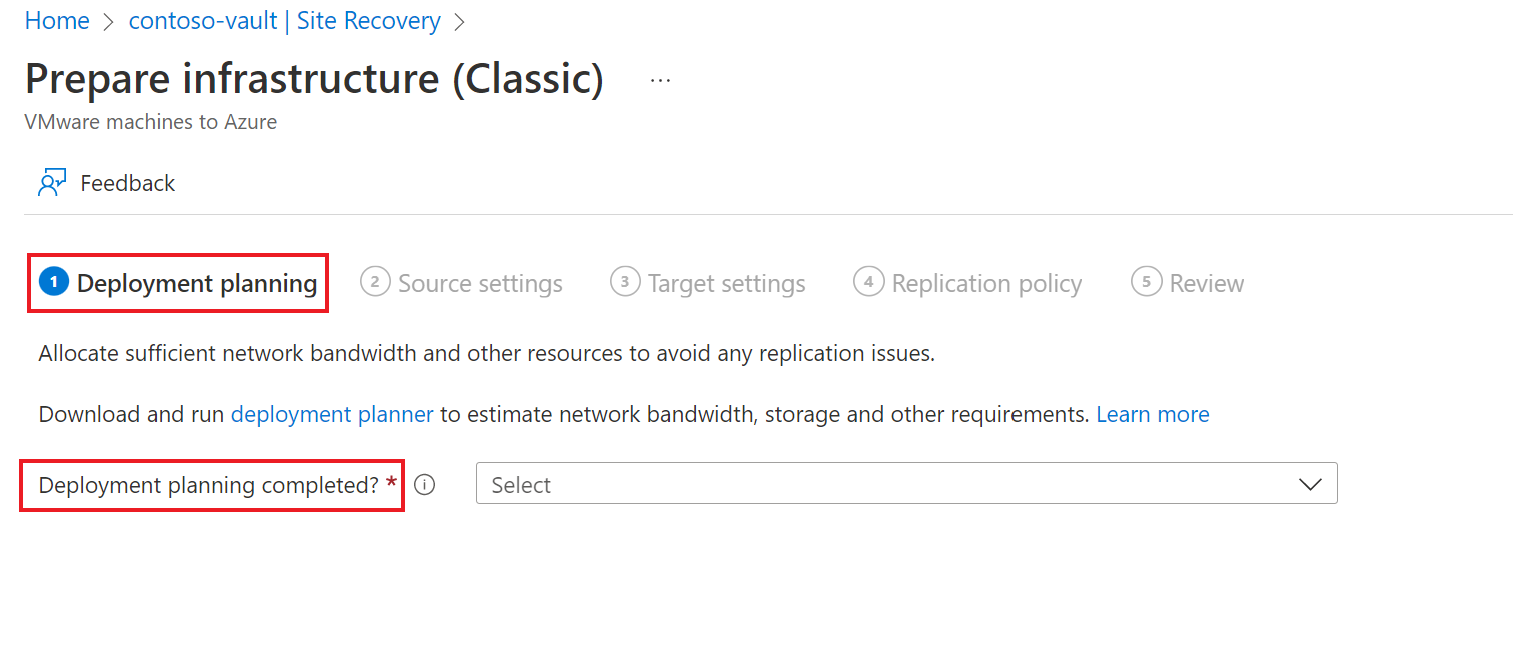 Home > contoso-vault | Site Recovery >
Prepare infrastructure (Classic) ...
VMware machines to Azure
Feedback
1 Deployment planning 2 Source settings 3 Target settings 4 Replication policy 5 Review
Allocate sufficient network bandwidth and other resources to avoid any replication issues.
Download and run deployment planner to estimate network bandwidth, storage and other requirements. Learn more
Deployment planning completed? * i Select